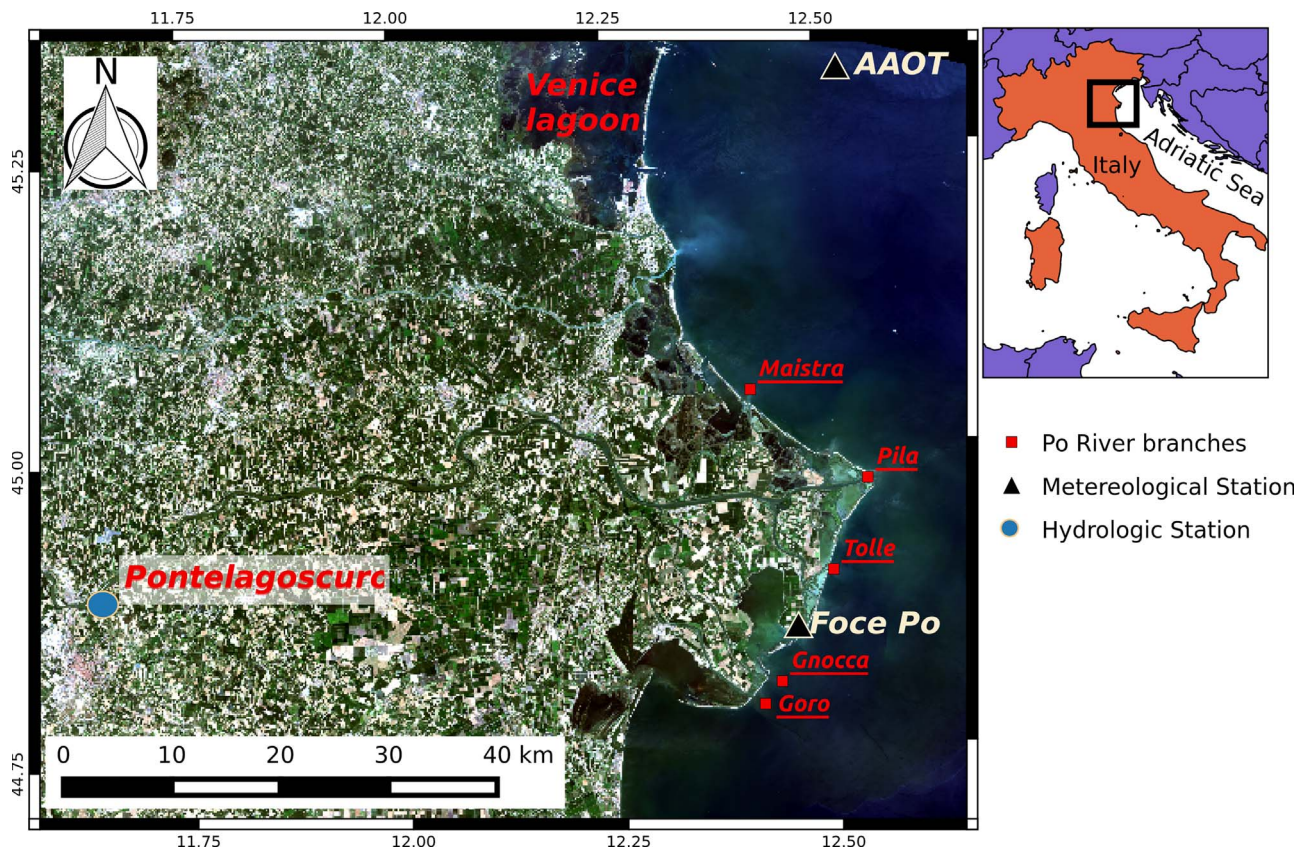 11.75 12.00 12.25 12.50
N
Venice
lagoon
AAOT
45.25
Maistra
45.00
Pila
Tolle
Pontelagoscuro
Foce Po
Gnocca
Goro
0 10 20 30 40 km
44.75
11.75 12.00 12.25 12.50
Italy
Adriatic Sea
Po River branches
Metereological Station
Hydrologic Station